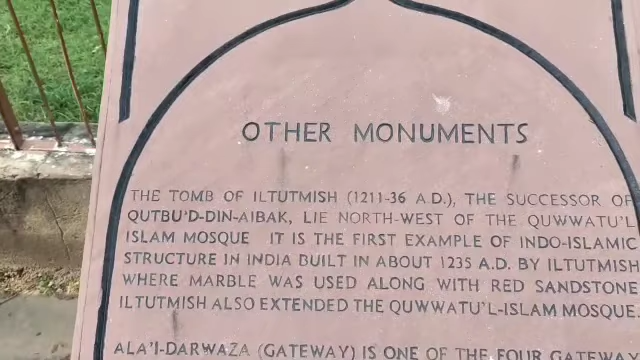 OTHER MONUMENTS
THE TOMB OF ILTUTMISH (1211-36 A.D.), THE SUCCESSOR OF
QUTBU'D-DIN-AIBAK, LIE NORTH-WEST OF THE QUWWATU'L
ISLAM MOSQUE IT IS THE FIRST EXAMPLE OF INDO-ISLAMIC
STRUCTURE IN INDIA BUILT IN ABOUT 1235 A.D. BY ILTUTMISH
WHERE MARBLE WAS USED ALONG WITH RED SANDSTONE
ILTUTMISH ALSO EXTENDED THE QUWWATU'L-ISLAM MOSQUE.
ALA'I-DARWAZA (GATEWAY) IS ONE OF THE FOUR GATEWAY